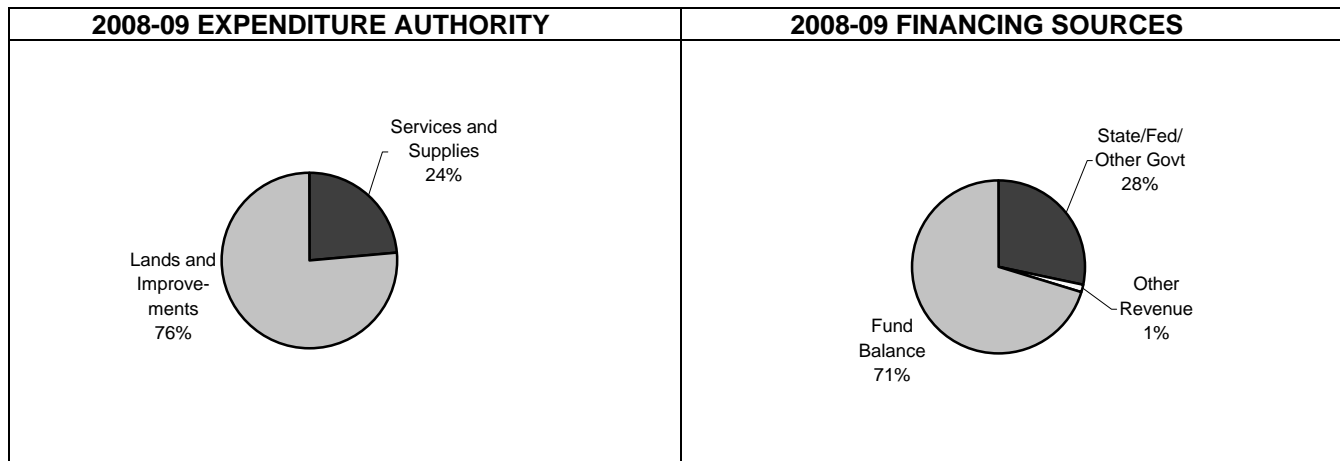 2008-09 EXPENDITURE AUTHORITY
Services and
Supplies
24%
Lands and
Improve-
ments
76%
2008-09 FINANCING SOURCES
State/Fed/
Other Govt
28%
Other
Revenue
1%
Fund
Balance
71%